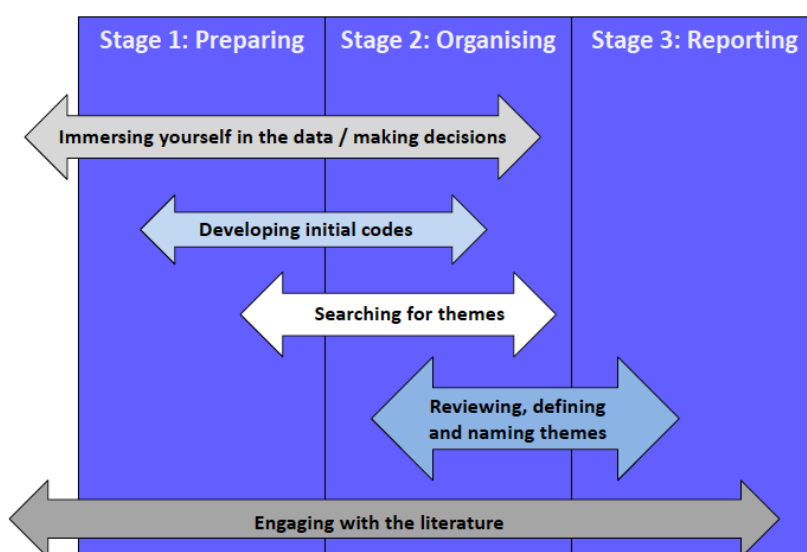 Stage 1: Preparing
Stage 2: Organising
Stage 3: Reporting
Immersing yourself in the data / making decisions
Developing initial codes
Searching for themes
Reviewing, defining
and naming themes
Engaging with the literature